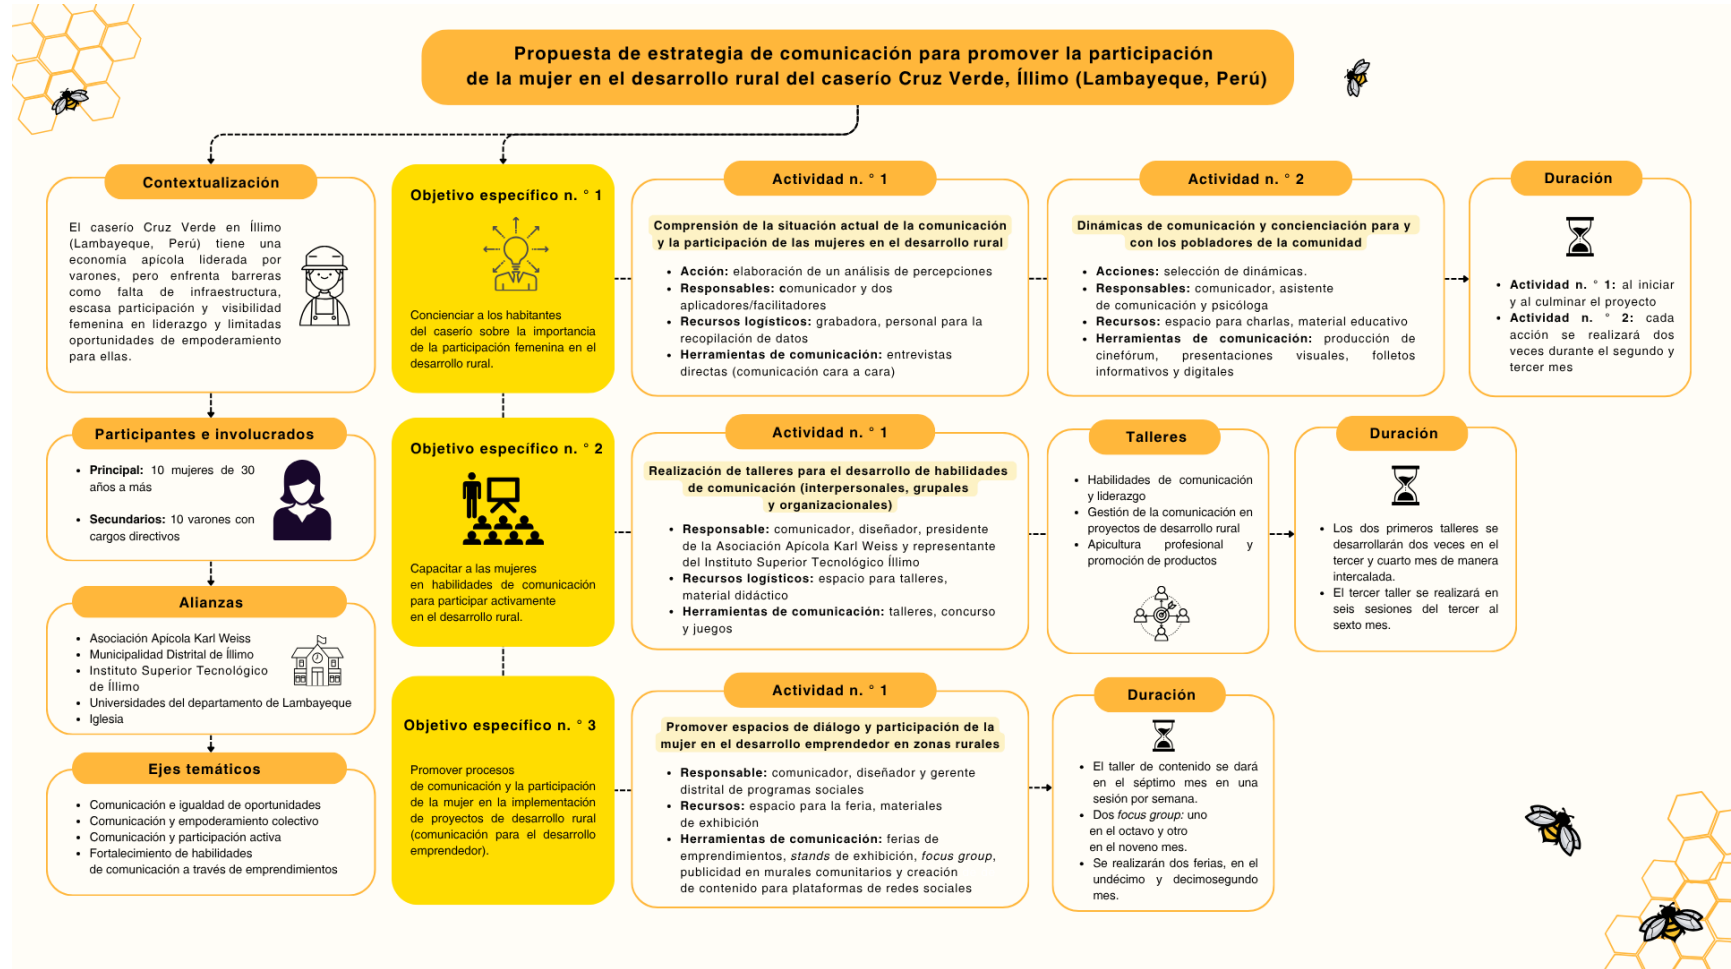 Propuesta de estrategia de comunicación para promover la participación
de la mujer en el desarrollo rural del caserío Cruz Verde, Íllimo (Lambayeque, Perú)
Contextualización
El caserío Cruz Verde en Íllimo
(Lambayeque, Perú) tiene una
economía apícola liderada por
varones, pero enfrenta barreras
como falta de infraestructura,
escasa participación y visibilidad
femenina en liderazgo y limitadas
oportunidades de empoderamiento
para ellas.
Participantes e involucrados
• Principal: 10 mujeres de 30
años a más
• Secundarios: 10 varones con
cargos directivos
Alianzas
• Asociación Apícola Karl Weiss
• Municipalidad Distrital de Íllimo
• Instituto Superior Tecnológico
de Íllimo
• Universidades del departamento de Lambayeque
• Iglesia
Ejes temáticos
• Comunicación e igualdad de oportunidades
• Comunicación y empoderamiento colectivo
• Comunicación y participación activa
• Fortalecimiento de habilidades
de comunicación a través de emprendimientos
Objetivo específico n. ° 1
Concienciar a los habitantes
del caserío sobre la importancia
de la participación femenina en el
desarrollo rural.
Actividad n. ° 1
Comprensión de la situación actual de la comunicación
y la participación de las mujeres en el desarrollo rural
• Acción: elaboración de un análisis de percepciones
• Responsables: comunicador y dos
aplicadores/facilitadores
• Recursos logísticos: grabadora, personal para la
recopilación de datos
• Herramientas de comunicación: entrevistas
directas (comunicación cara a cara)
Actividad n. ° 2
Dinámicas de comunicación y concienciación para y
con los pobladores de la comunidad
• Acciones: selección de dinámicas.
• Responsables: comunicador, asistente
de comunicación y psicóloga
• Recursos: espacio para charlas, material educativo
• Herramientas de comunicación: producción de
cinefórum, presentaciones visuales, folletos
informativos y digitales
Duración
• Actividad n. ° 1: al iniciar
y al culminar el proyecto
• Actividad n. ° 2: cada
acción se realizará dos
veces durante el segundo y
tercer mes
Objetivo específico n. ° 2
Capacitar a las mujeres
en habilidades de comunicación
para participar activamente
en el desarrollo rural.
Actividad n. ° 1
Realización de talleres para el desarrollo de habilidades
de comunicación (interpersonales, grupales
y organizacionales)
• Responsable: comunicador, diseñador, presidente
de la Asociación Apícola Karl Weiss y representante
del Instituto Superior Tecnológico Íllimo
• Recursos logísticos: espacio para talleres,
material didáctico
• Herramientas de comunicación: talleres, concurso
y juegos
Talleres
• Habilidades de comunicación
y liderazgo
• Gestión de la comunicación en
proyectos de desarrollo rural
• Apicultura profesional y
promoción de productos
Duración
• Los dos primeros talleres se
desarrollarán dos veces en el
tercer y cuarto mes de manera
intercalada.
• El tercer taller se realizará en
seis sesiones del tercer al
sexto mes.
Objetivo específico n. ° 3
Promover procesos
de comunicación y la participación
de la mujer en la implementación
de proyectos de desarrollo rural
(comunicación para el desarrollo
emprendedor).
Actividad n. ° 1
Promover espacios de diálogo y participación de la
mujer en el desarrollo emprendedor en zonas rurales
• Responsable: comunicador, diseñador y gerente
distrital de programas sociales
• Recursos: espacio para la feria, materiales
de exhibición
• Herramientas de comunicación: ferias de
emprendimientos, stands de exhibición, focus group,
publicidad en murales comunitarios y creación
de contenido para plataformas de redes sociales
Duración
• El taller de contenido se dará
en el séptimo mes en una
sesión por semana.
• Dos focus group: uno
en el octavo y otro
en el noveno mes.
• Se realizarán dos ferias, en el
undécimo y decimosegundo
mes.